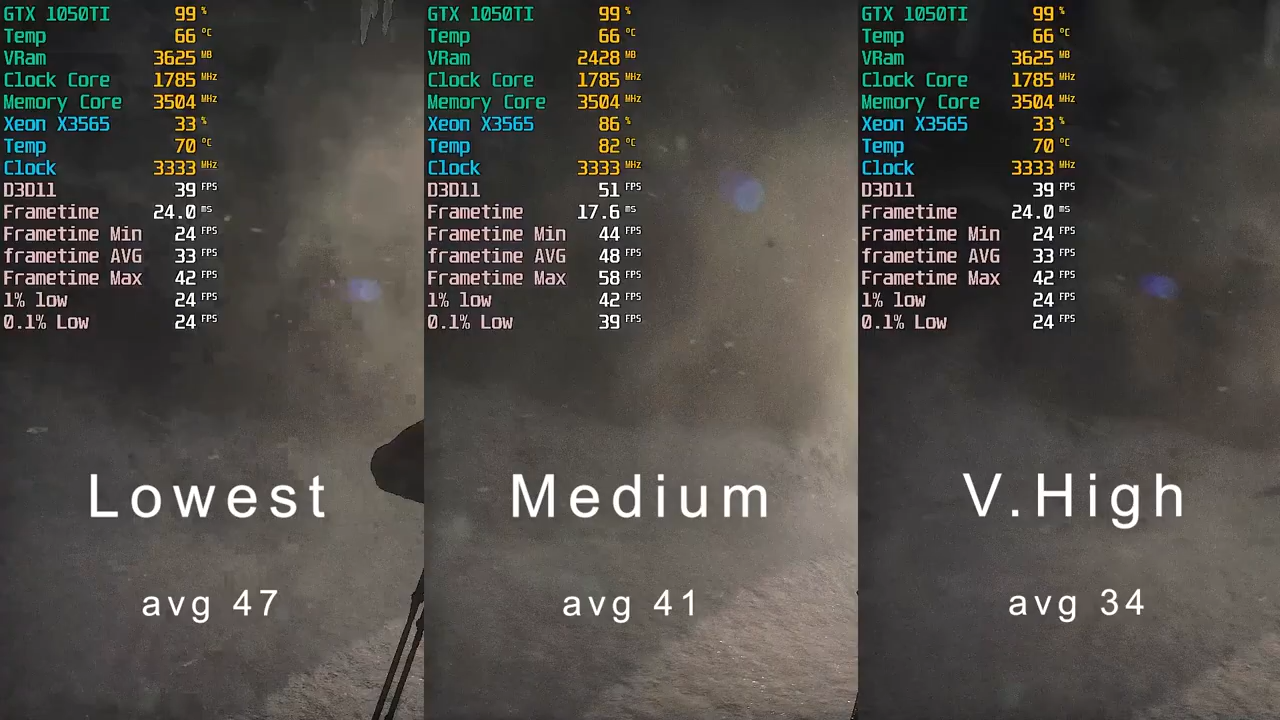 GTX 1050TI 99 %
Temp 66 °C
VRam 3625 MB
Clock Core 1785 MHz
Memory Core 3504 MHz
Xeon X3565 33 %
Temp 70 °C
Clock 3333 MHz
D3D11 39 FPS
Frametime 24.0 ms
Frametime Min 24 FPS
frametime AVG 33 FPS
Frametime Max 42 FPS
1% low 24 FPS
0.1% Low 24 FPS
Lowest
avg 47
GTX 1050TI 99 %
Temp 66 °C
VRam 2428 MB
Clock Core 1785 MHz
Memory Core 3504 MHz
Xeon X3565 86 %
Temp 82 °C
Clock 3333 MHz
D3D11 51 FPS
Frametime 17.6 ms
Frametime Min 44 FPS
frametime AVG 48 FPS
Frametime Max 58 FPS
1% low 42 FPS
0.1% Low 39 FPS
Medium
avg 41
GTX 1050TI 99 %
Temp 66 °C
VRam 3625 MB
Clock Core 1785 MHz
Memory Core 3504 MHz
Xeon X3565 33 %
Temp 70 °C
Clock 3333 MHz
D3D11 39 FPS
Frametime 24.0 ms
Frametime Min 24 FPS
frametime AVG 33 FPS
Frametime Max 42 FPS
1% low 24 FPS
0.1% Low 24 FPS
V.High
avg 34